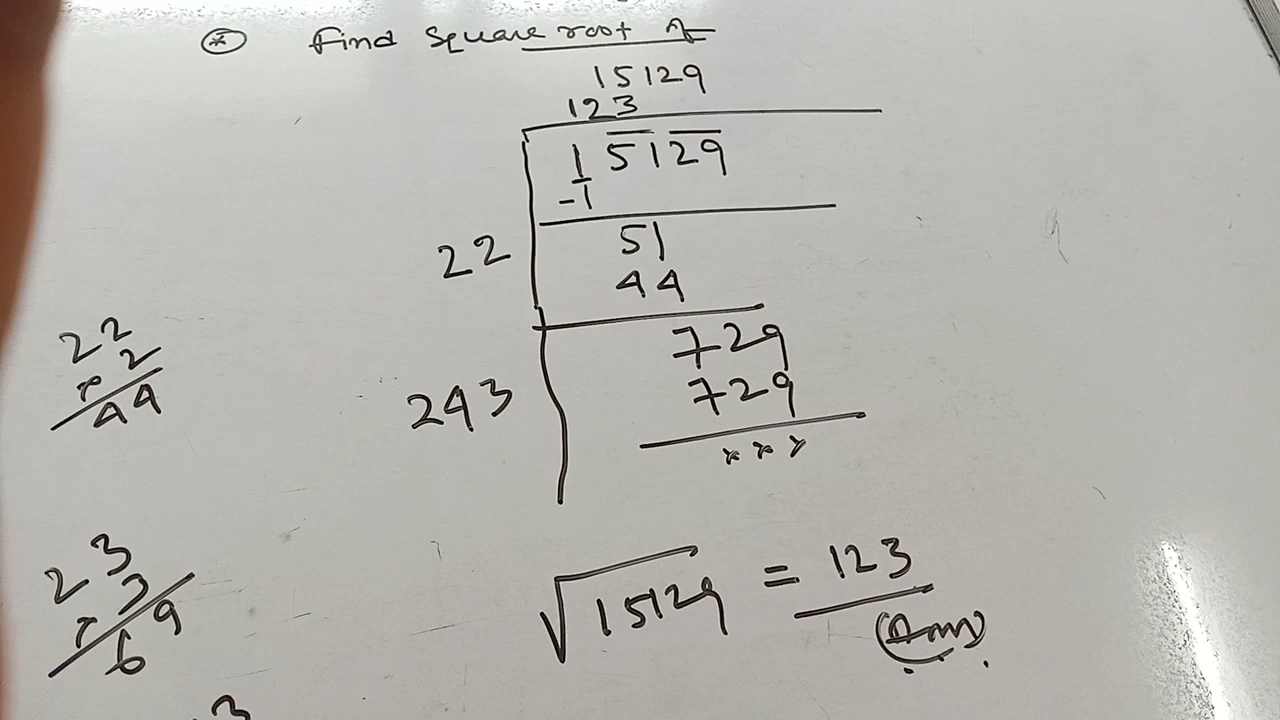 * Find square root of
15129
123
1 51 29
-1
22 51
44
729
243 729
x x x
22
x 2
44
23
x 3
69
√15129 = 123
(Ans)
3